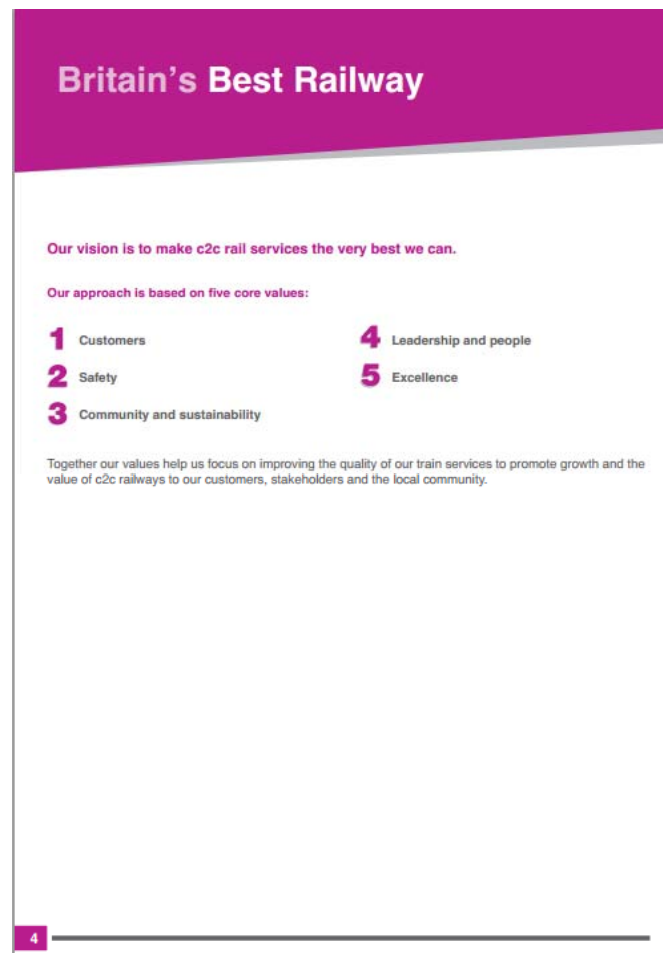 Britain's Best Railway
Our vision is to make c2c rail services the very best we can.
Our approach is based on five core values:
1 Customers
2 Safety
3 Community and sustainability
4 Leadership and people
5 Excellence
Together our values help us focus on improving the quality of our train services to promote growth and the
value of c2c railways to our customers, stakeholders and the local community.
4